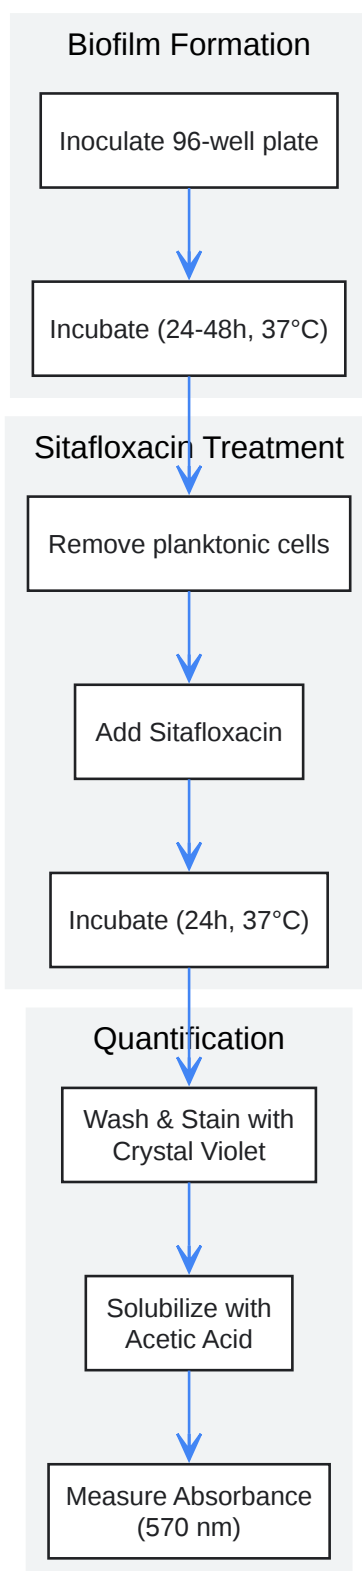 Biofilm Formation
Inoculate 96-well plate
Incubate (24-48h, 37°C)
Sitafloxacin Treatment
Remove planktonic cells
Add Sitafloxacin
Incubate (24h, 37°C)
Quantification
Wash & Stain with
Crystal Violet
Solubilize with
Acetic Acid
Measure Absorbance
(570 nm)